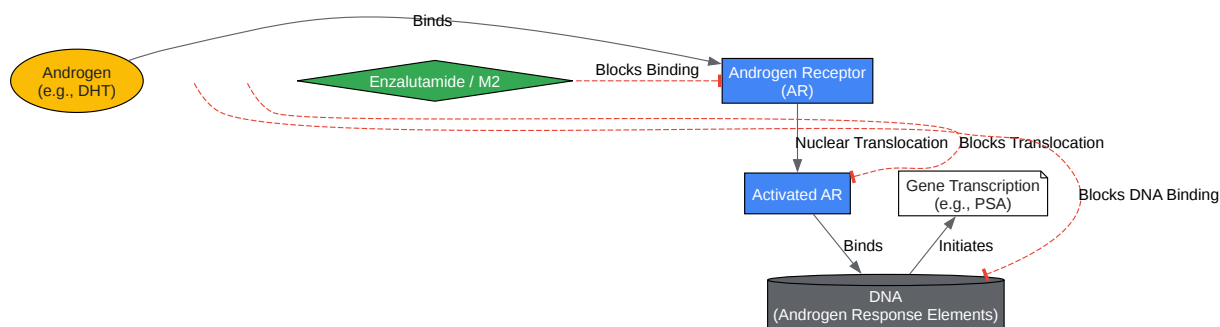 Binds
Androgen
(e.g., DHT)
Enzalutamide / M2
Blocks Binding
Androgen Receptor
(AR)
Nuclear Translocation
Blocks Translocation
Activated AR
Gene Transcription
(e.g., PSA)
Blocks DNA Binding
Binds
Initiates
DNA
(Androgen Response Elements)